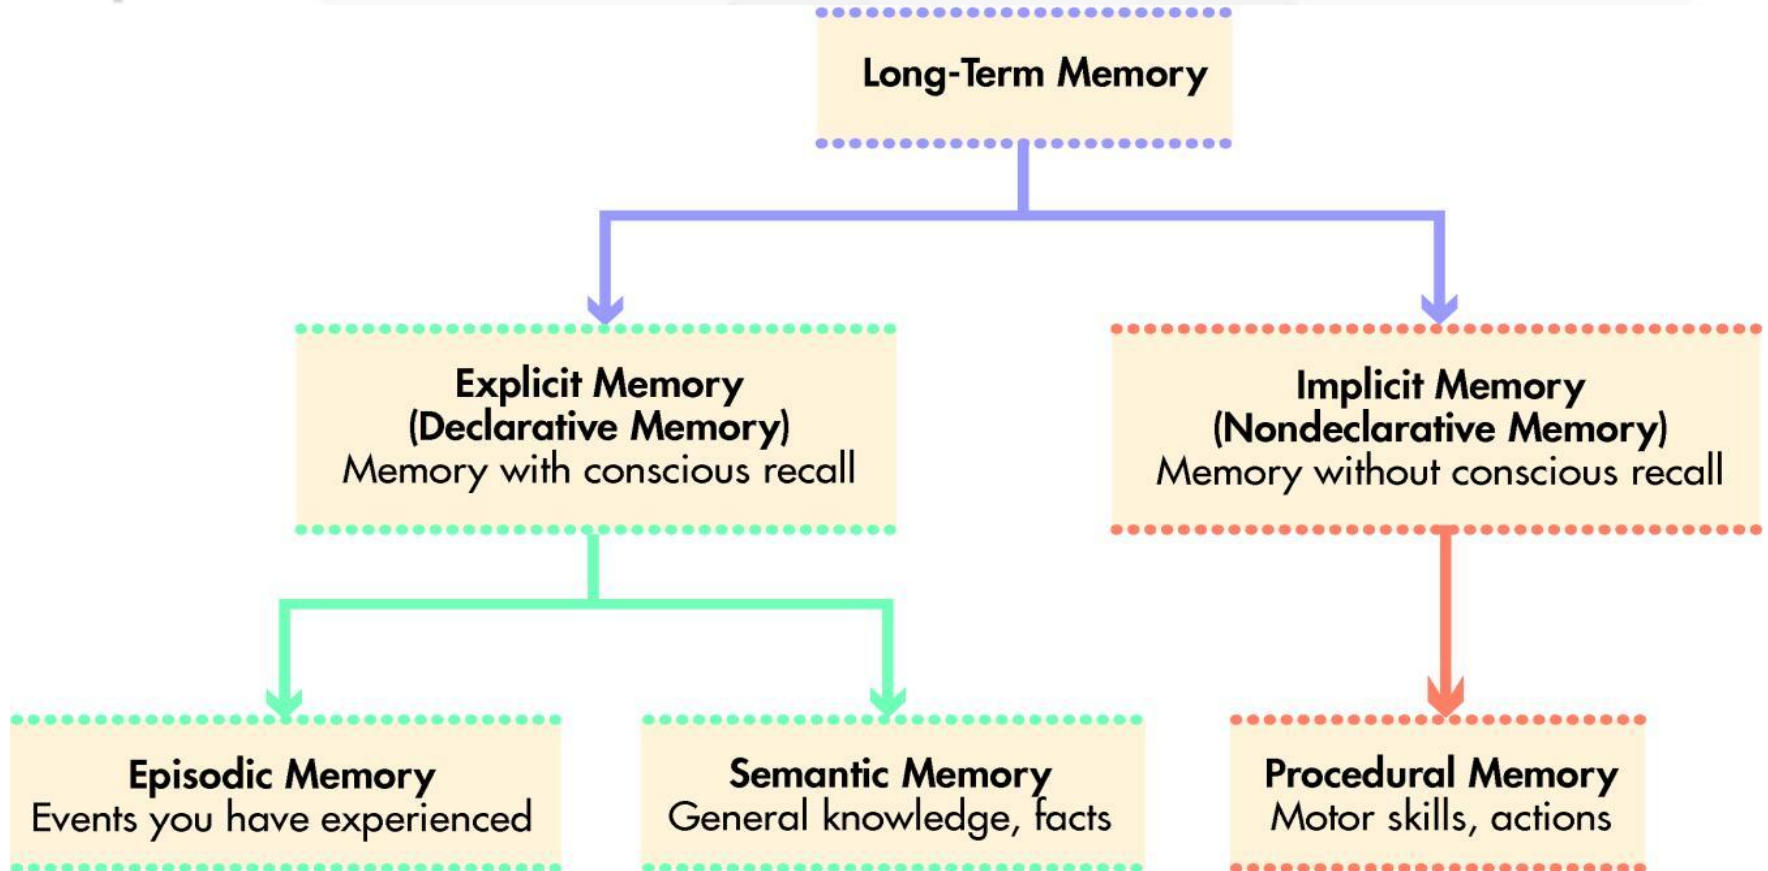 Long-Term Memory
Explicit Memory
(Declarative Memory)
Memory with conscious recall
Implicit Memory
(Nondeclarative Memory)
Memory without conscious recall
Episodic Memory
Events you have experienced
Semantic Memory
General knowledge, facts
Procedural Memory
Motor skills, actions